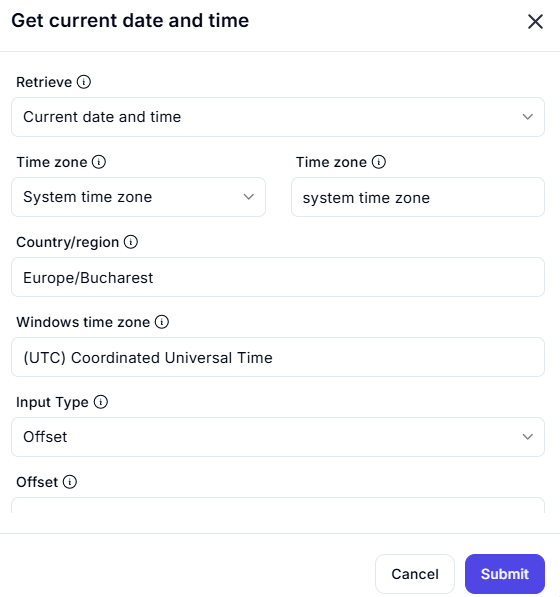 Get current date and time
Retrieve
Current date and time
Time zone
Time zone
System time zone
system time zone
Country/region
Europe/Bucharest
Windows time zone
(UTC) Coordinated Universal Time
Input Type
Offset
Offset
Cancel
Submit